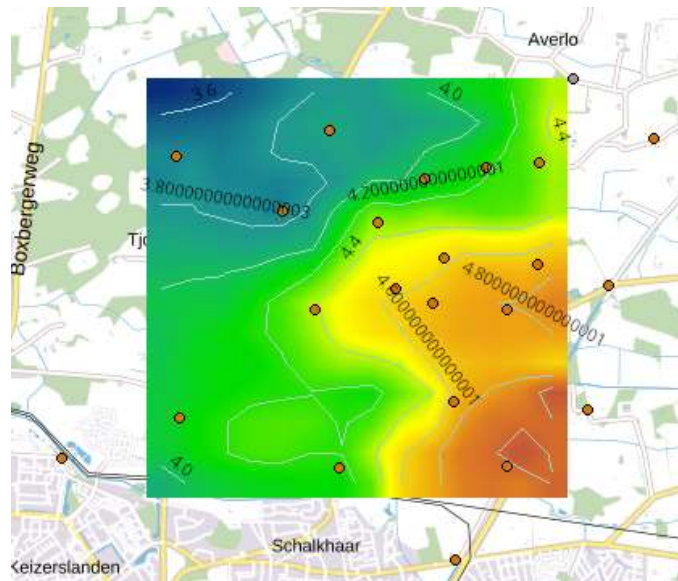 Averlo
3.6
4.0
4.4
Boxbergerweg
3.8000000000000003
4.200000000000001
Tjo
4.4
4.800000000000001
4.6000000000000001
4.0
Schalkhaar
Keizerslanden